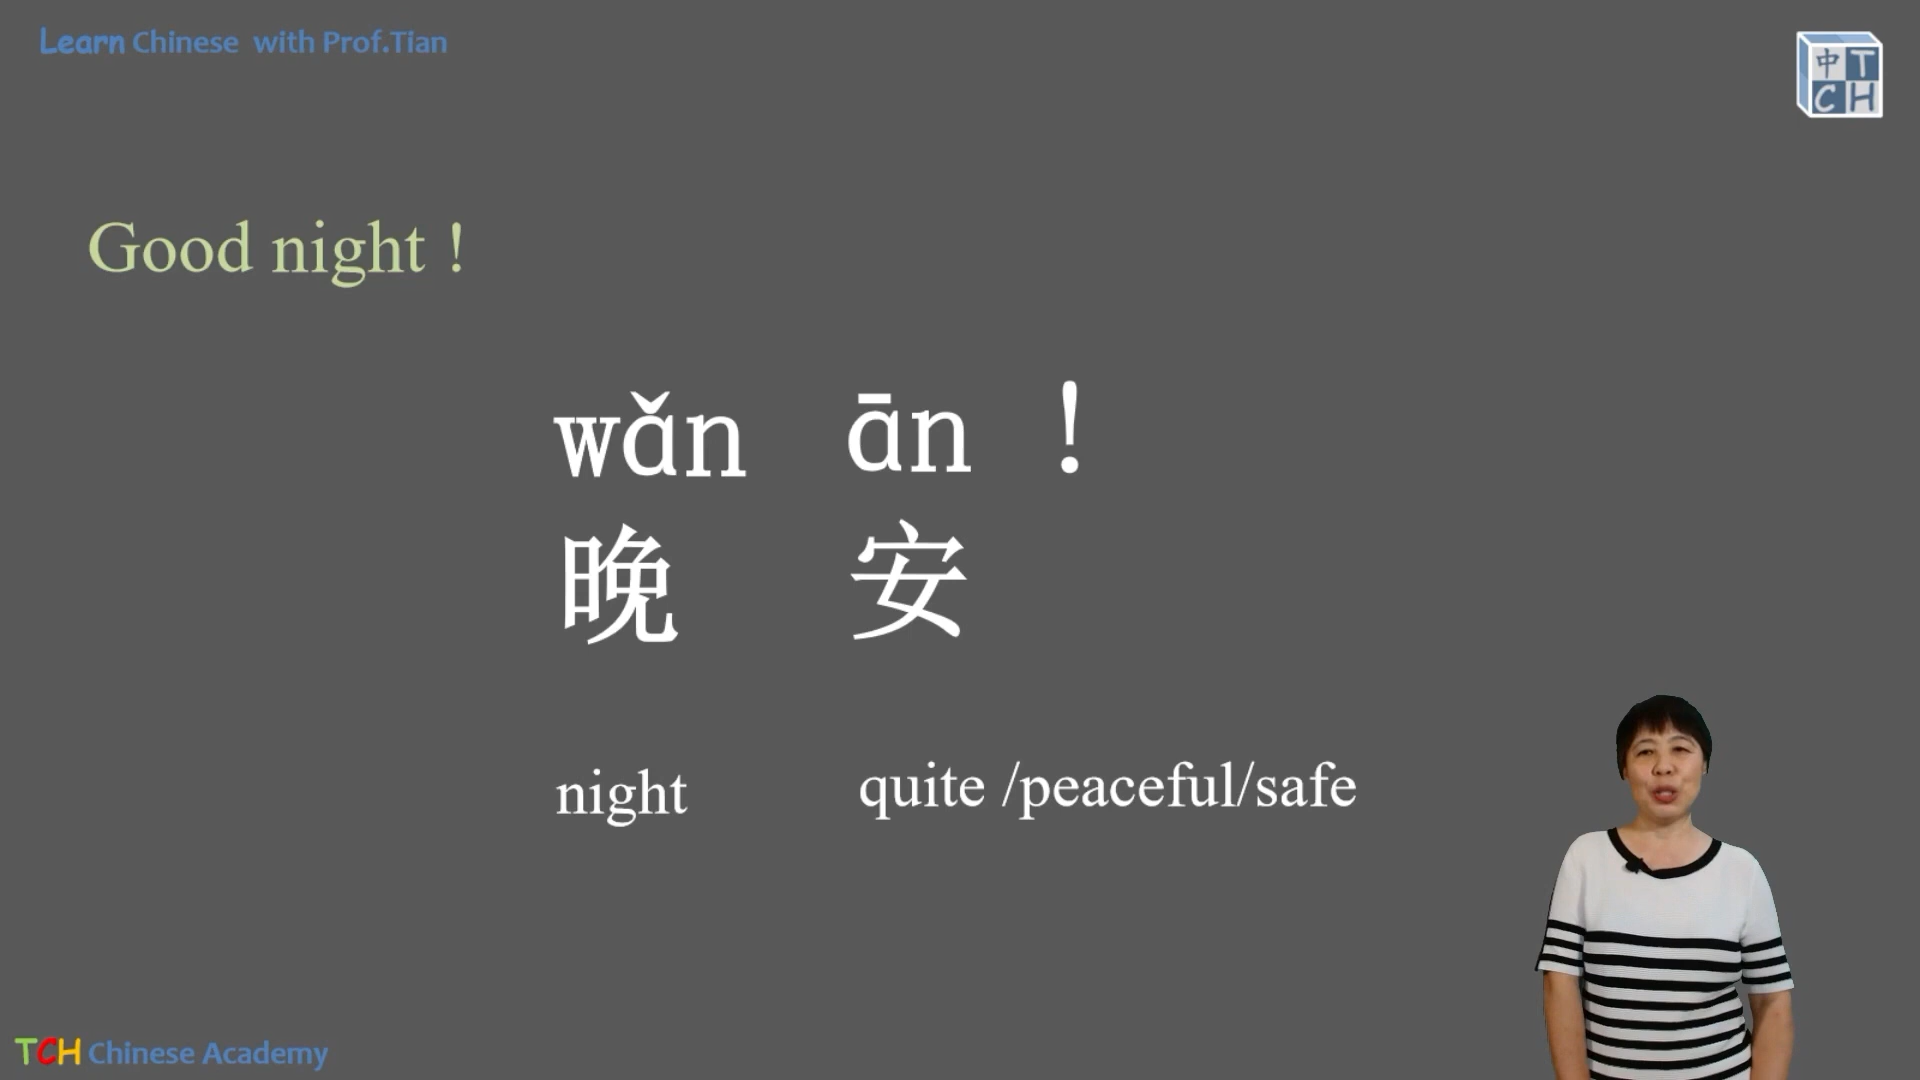 Learn Chinese with Prof.Tian
中T
CH
Good night !
wǎn ān !
晚 安
night quite /peaceful/safe
TCH Chinese Academy